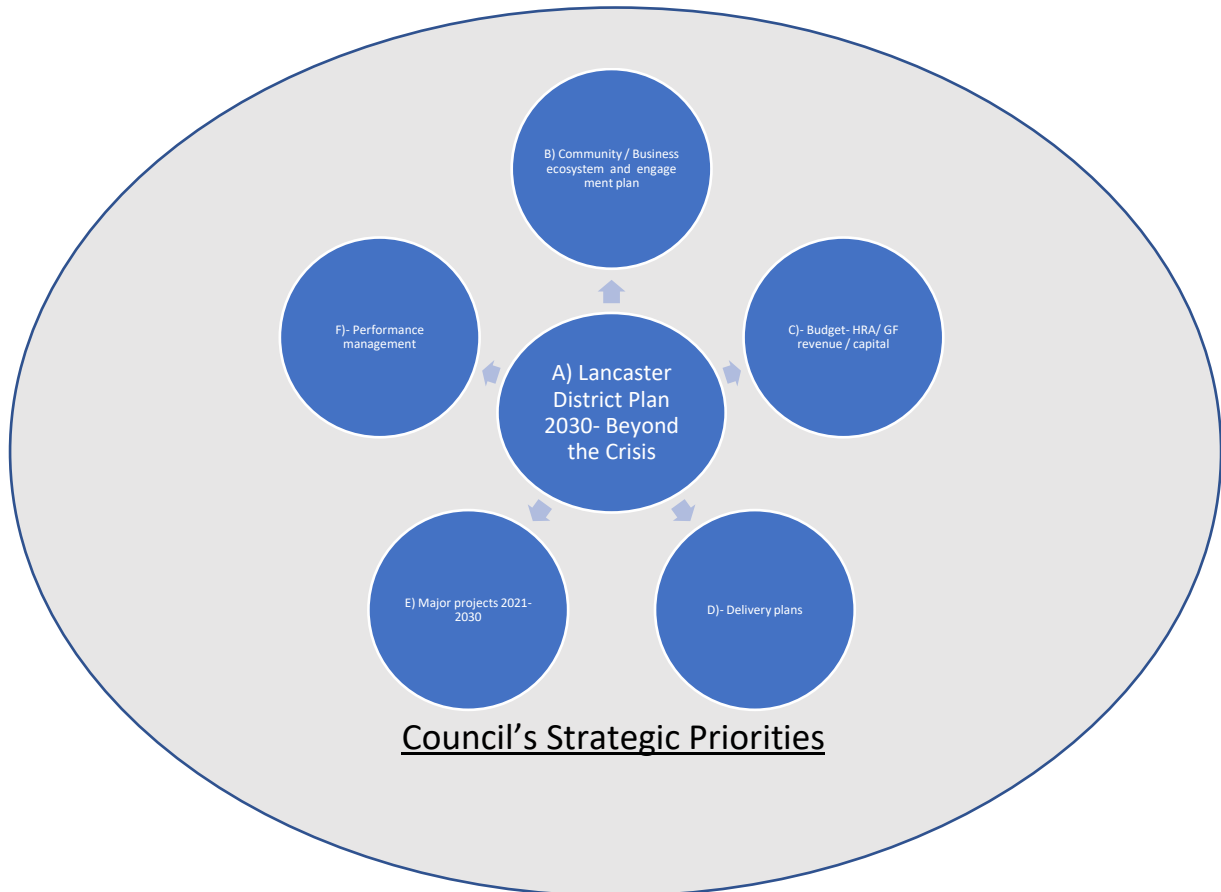 B) Community / Business
ecosystem and engage
ment plan
F)- Performance
management
C)- Budget- HRA/ GF
revenue / capital
A) Lancaster
District Plan
2030- Beyond
the Crisis
E) Major projects 2021-
2030
D)- Delivery plans
Council’s Strategic Priorities